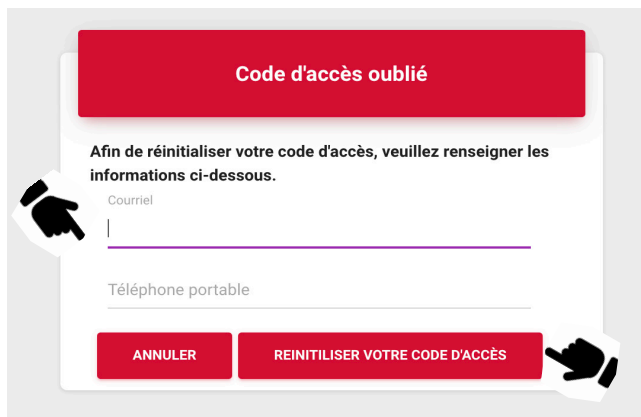 Code d'accès oublié
Afin de réinitialiser votre code d'accès, veuillez renseigner les
informations ci-dessous.
Courriel
Téléphone portable
ANNULER
REINITILISER VOTRE CODE D'ACCÈS